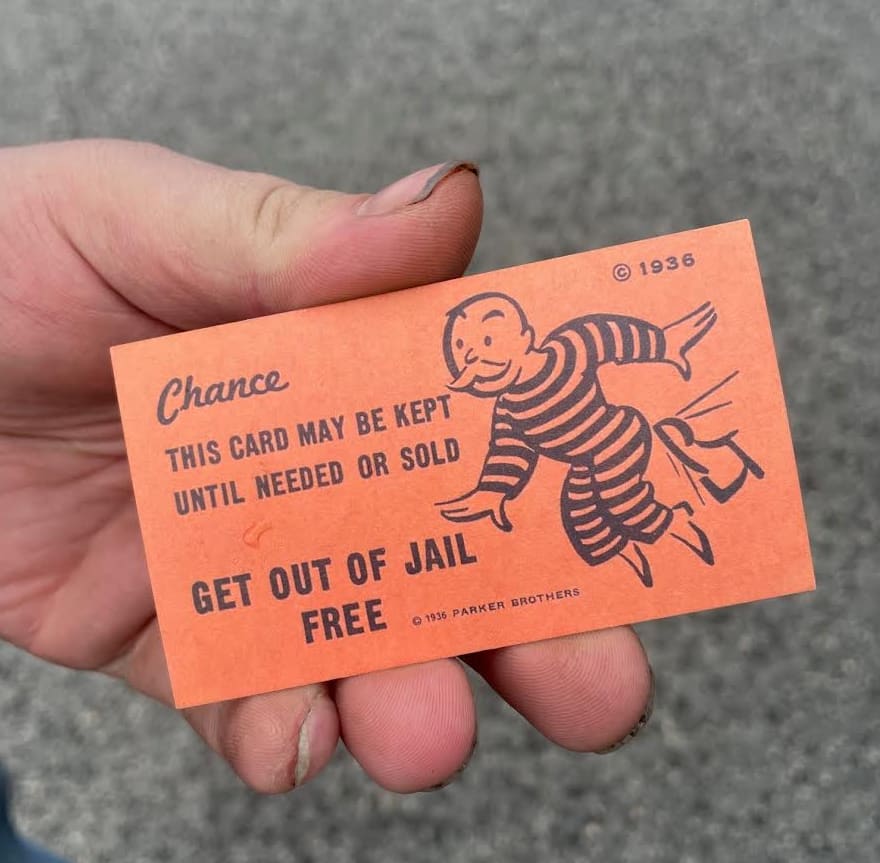 © 1936
Chance
THIS CARD MAY BE KEPT
UNTIL NEEDED OR SOLD
GET OUT OF JAIL
FREE
© 1936 PARKER BROTHERS